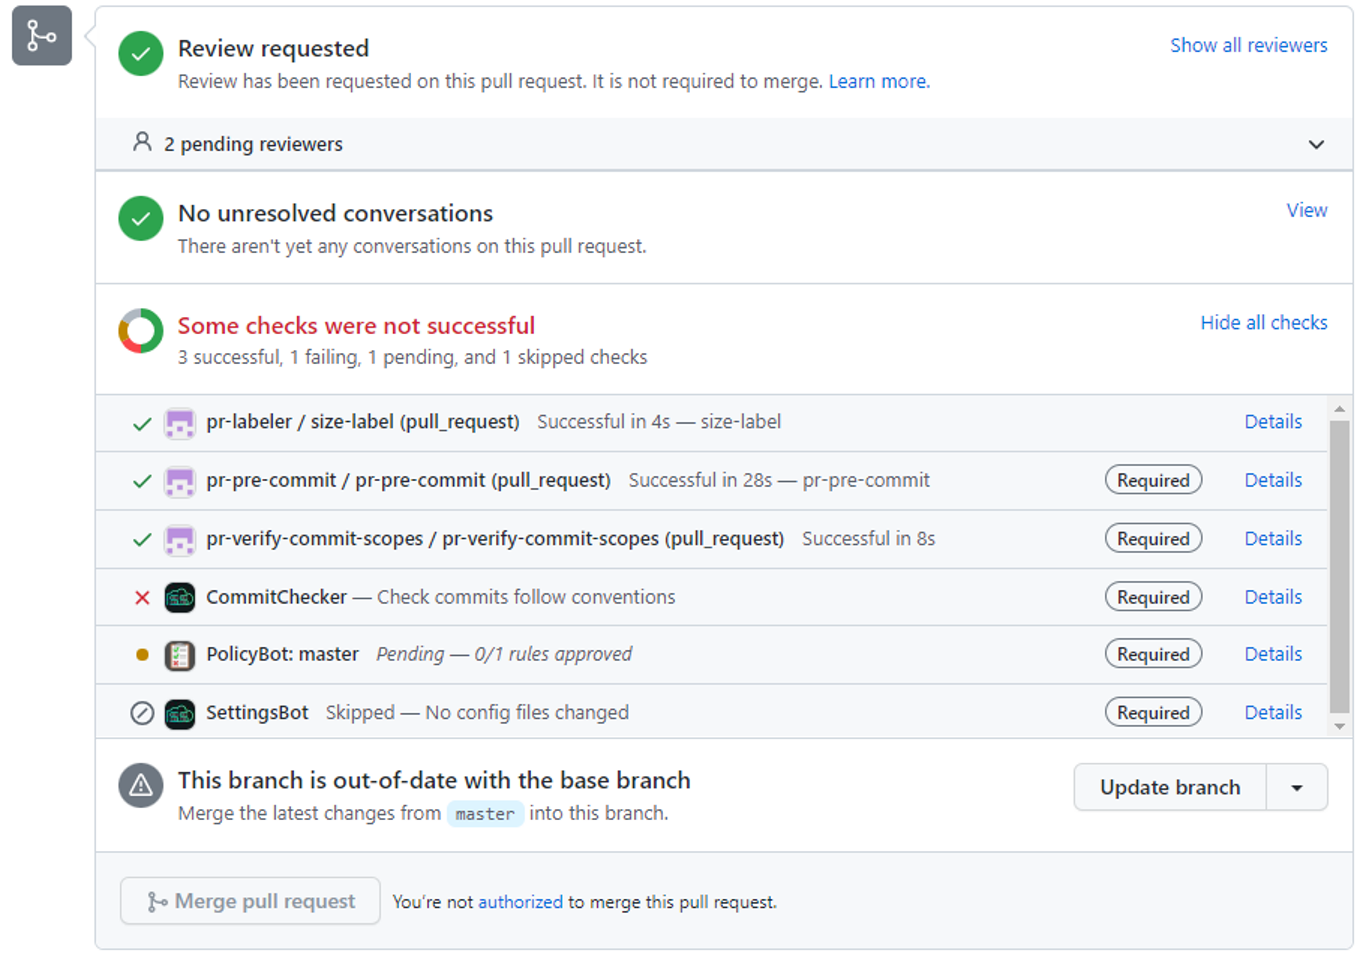 Review requested
Show all reviewers
Review has been requested on this pull request. It is not required to merge. Learn more.
2 pending reviewers
No unresolved conversations
View
There aren't yet any conversations on this pull request.
Some checks were not successful
Hide all checks
3 successful, 1 failing, 1 pending, and 1 skipped checks
pr-labeler / size-label (pull_request) Successful in 4s — size-label Details
pr-pre-commit / pr-pre-commit (pull_request) Successful in 28s — pr-pre-commit Required Details
pr-verify-commit-scopes / pr-verify-commit-scopes (pull_request) Successful in 8s Required Details
CommitChecker — Check commits follow conventions Required Details
PolicyBot: master Pending — 0/1 rules approved Required Details
SettingsBot Skipped — No config files changed Required Details
This branch is out-of-date with the base branch
Update branch
Merge the latest changes from master into this branch.
Merge pull request You're not authorized to merge this pull request.